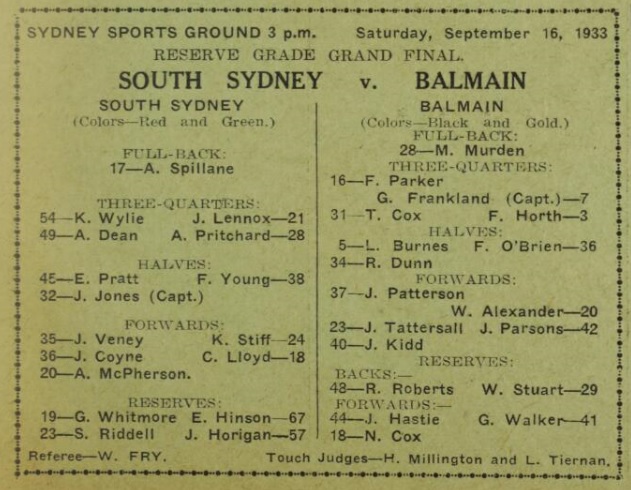 SYDNEY SPORTS GROUND 3 p.m. Saturday, September 16, 1933
RESERVE GRADE GRAND FINAL.
SOUTH SYDNEY v. BALMAIN
SOUTH SYDNEY
(Colors—Red and Green.)
FULL-BACK:
17—A. Spillane
THREE-QUARTERS:
54—K. Wylie J. Lennox—21
49—A. Dean A. Pritchard—28
HALVES:
45—E. Pratt F. Young—38
32—J. Jones (Capt.)
FORWARDS:
35—J. Veney K. Stiff—24
36—J. Coyne C. Lloyd—18
20—A. McPherson.
RESERVES:
19—G. Whitmore E. Hinson—67
23—S. Riddell J. Horigan—57
BALMAIN
(Colors—Black and Gold.)
FULL-BACK:
28—M. Murden
THREE-QUARTERS:
16—F. Parker
G. Frankland (Capt.)—7
31—T. Cox F. Horth—3
HALVES:
5—L. Burnes F. O'Brien—36
34—R. Dunn
FORWARDS:
37—J. Patterson
W. Alexander—20
23—J. Tattersall J. Parsons—42
40—J. Kidd
RESERVES:
BACKS:—
48—R. Roberts W. Stuart—29
FORWARDS:—
44—J. Hastie G. Walker—41
18—N. Cox
Referee—W. FRY. Touch Judges—H. Millington and L. Tiernan.